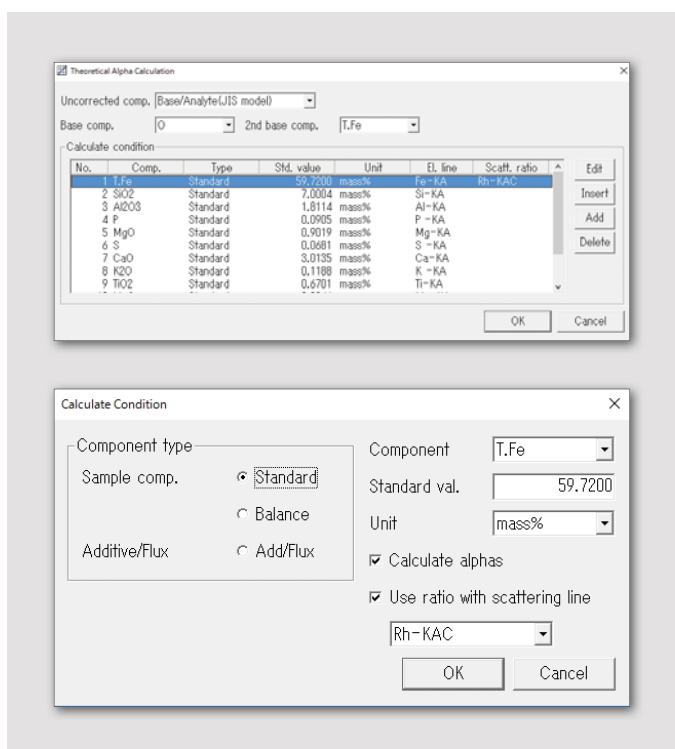 Theoretical Alpha Calculation
Uncorrected comp. Base/Analyte(JIS model)
Base comp. O 2nd base comp. T.Fe
Calculate condition
No. Comp. Type Std. value Unit El. line Scatt. ratio Edit
1 T.Fe Standard 59.7200 mass% Fe-KA Rh-KAC
2 SiO2 Standard 7.0004 mass% Si-KA Insert
3 Al2O3 Standard 1.8114 mass% Al-KA
4 P Standard 0.0905 mass% P -KA Add
5 MgO Standard 0.9019 mass% Mg-KA
6 S Standard 0.0681 mass% S -KA Delete
7 CaO Standard 3.0135 mass% Ca-KA
8 K2O Standard 0.1188 mass% K -KA
9 TiO2 Standard 0.6701 mass% Ti-KA
OK Cancel
Calculate Condition
Component type
Sample comp. Standard
Balance
Additive/Flux Add/Flux
Component T.Fe
Standard val. 59.7200
Unit mass%
Calculate alphas
Use ratio with scattering line
Rh-KAC
OK Cancel